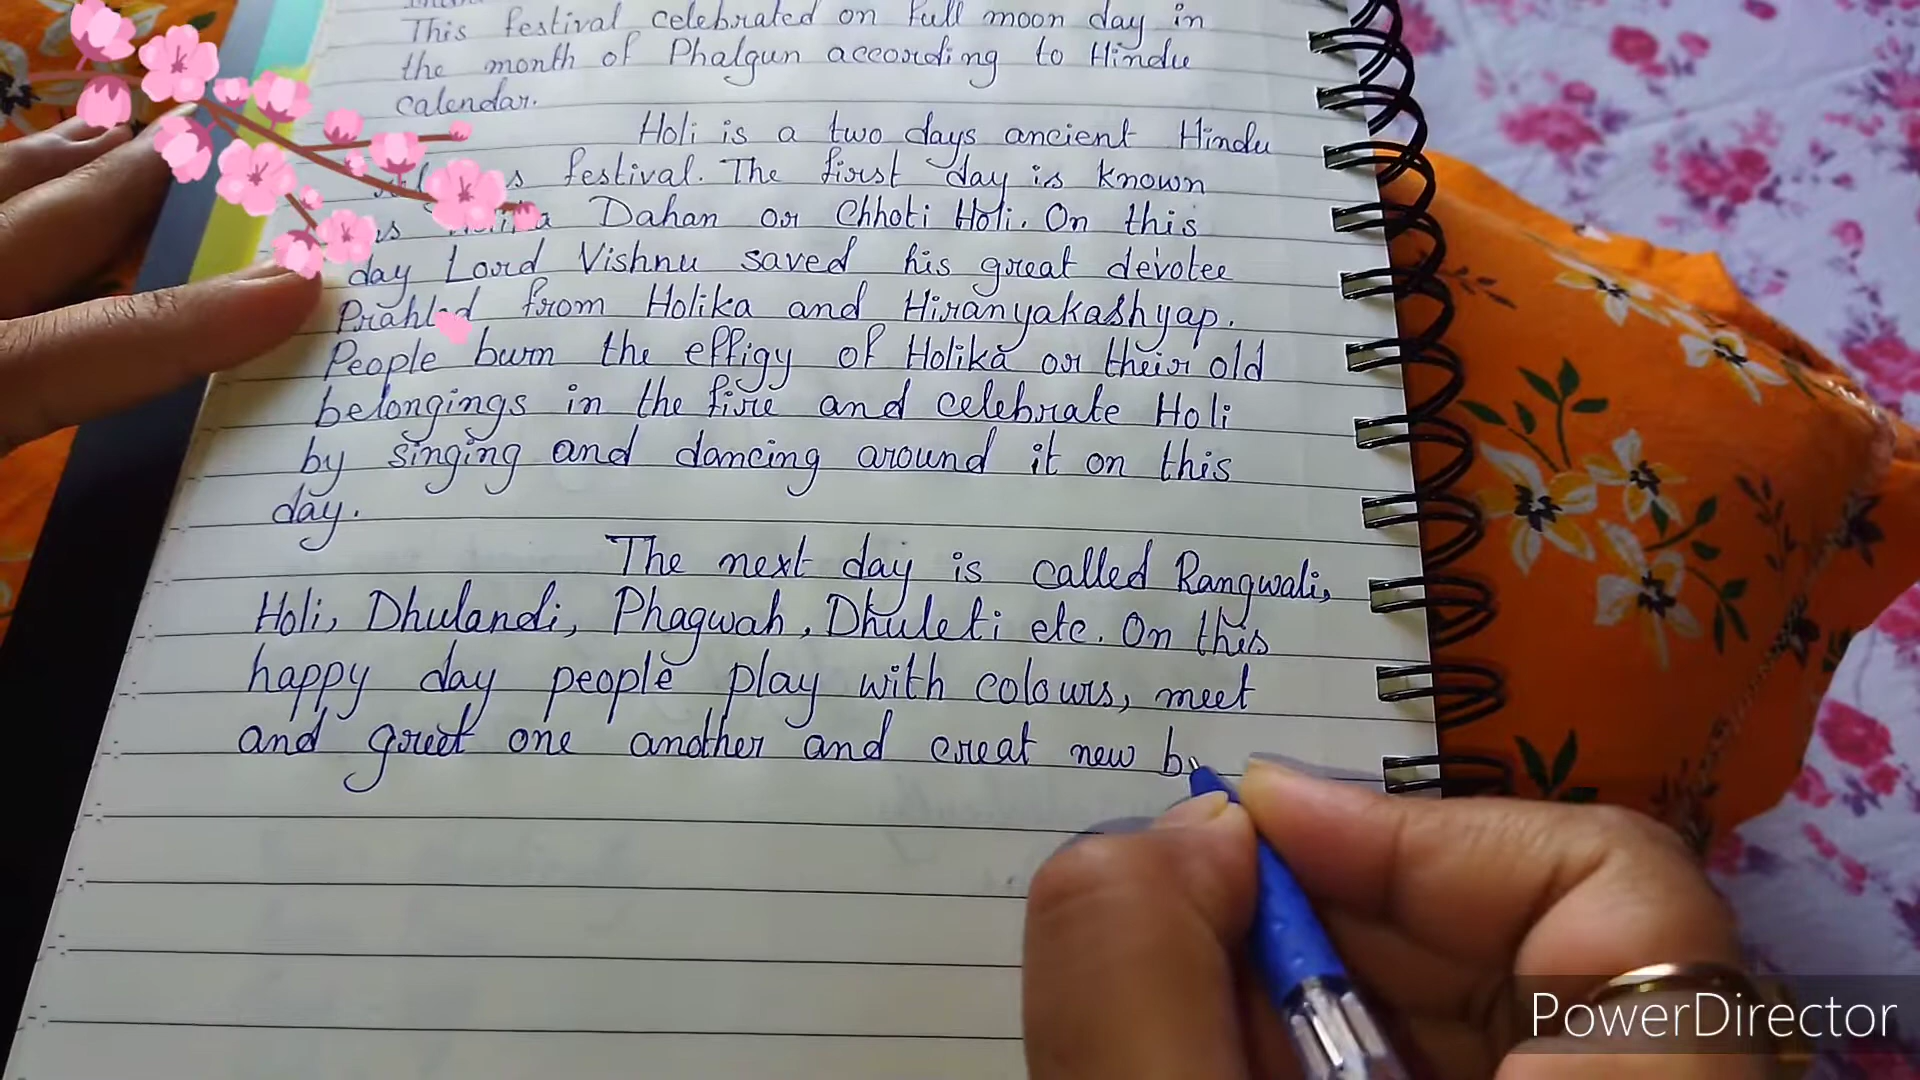 This festival celebrated on full moon day in
the month of Phalgun according to Hindu
calendar.
Holi is a two days ancient Hindu
festival. The first day is known
Dahan or Chhoti Holi. On this
day Lord Vishnu saved his great devotee
Prahlad from Holika and Hiranyakashyap.
People burn the effigy of Holika or their old
belongings in the fire and celebrate Holi
by singing and dancing around it on this
day.
The next day is called Rangwali,
Holi, Dhulandi, Phagwah, Dhuleti etc. On this
happy day people play with colours, meet
and greet one another and creat new
PowerDirector